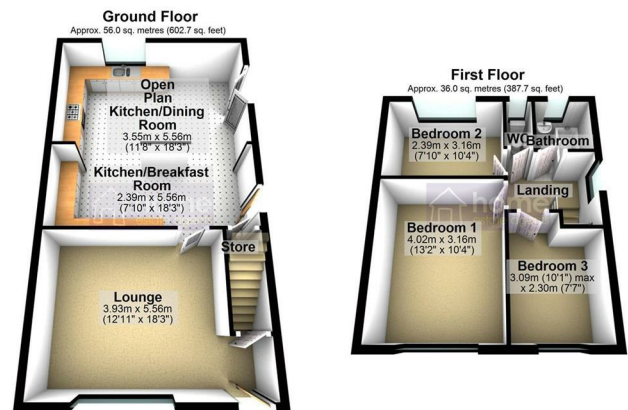 Ground Floor
Approx. 56.0 sq. metres (602.7 sq. feet)
Open
Plan
Kitchen/Dining
Room
3.55m x 5.56m
(11'8" x 18'3")
Kitchen/Breakfast
Room
2.39m x 5.56m
(7'10" x 18'3")
Store
Lounge
3.93m x 5.56m
(12'11" x 18'3")
First Floor
Approx. 36.0 sq. metres (387.7 sq. feet)
Bedroom 2
2.39m x 3.16m
(7'10" x 10'4")
WC
Bathroom
Landing
home
Bedroom 1
4.02m x 3.16m
(13'2" x 10'4")
Bedroom 3
3.09m (10'1") max
x 2.30m (7'7")